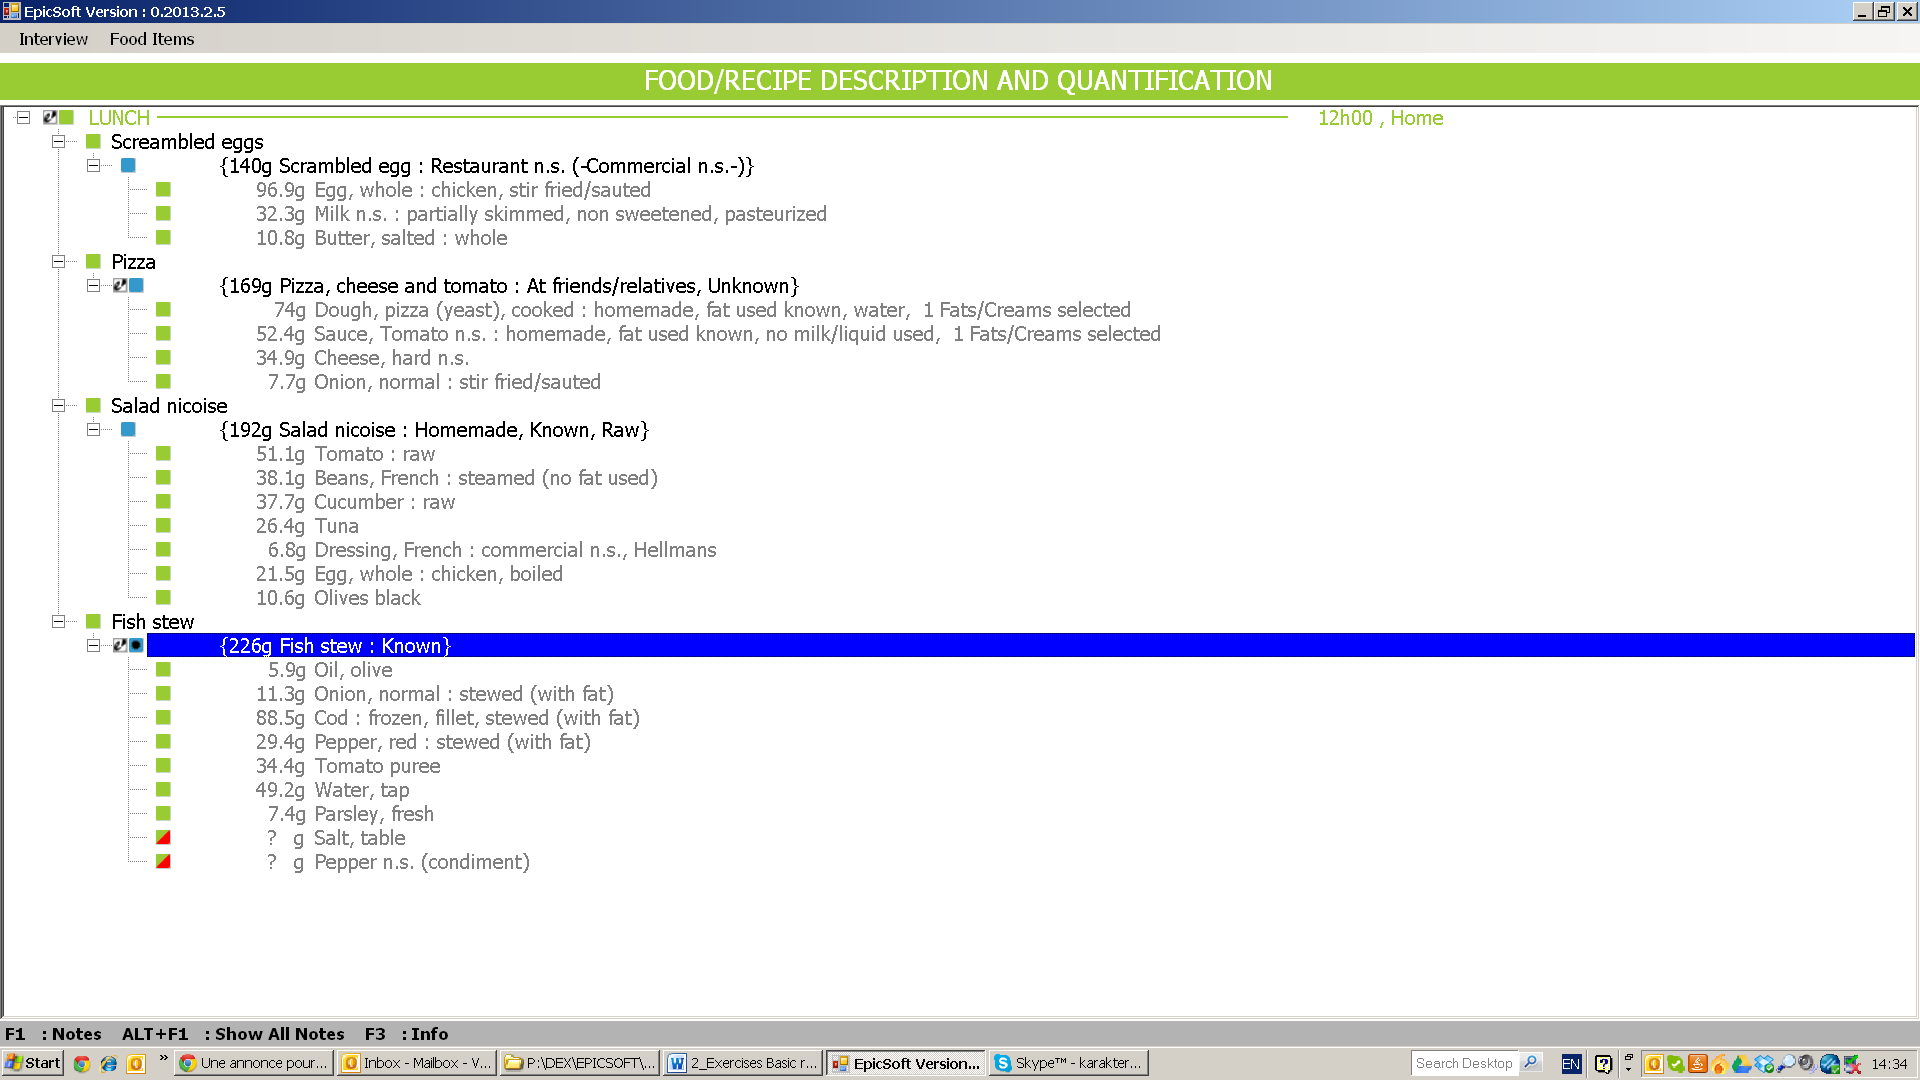 EpicSoft Version : 0.2013.2.5
Interview Food Items
FOOD/RECIPE DESCRIPTION AND QUANTIFICATION
LUNCH 12h00 , Home
Screambled eggs
{140g Scrambled egg : Restaurant n.s. (-Commercial n.s.-)}
96.9g Egg, whole : chicken, stir fried/sauted
32.3g Milk n.s. : partially skimmed, non sweetened, pasteurized
10.8g Butter, salted : whole
Pizza
{169g Pizza, cheese and tomato : At friends/relatives, Unknown}
74g Dough, pizza (yeast), cooked : homemade, fat used known, water, 1 Fats/Creams selected
52.4g Sauce, Tomato n.s. : homemade, fat used known, no milk/liquid used, 1 Fats/Creams selected
34.9g Cheese, hard n.s.
7.7g Onion, normal : stir fried/sauted
Salad nicoise
{192g Salad nicoise : Homemade, Known, Raw}
51.1g Tomato : raw
38.1g Beans, French : steamed (no fat used)
37.7g Cucumber : raw
26.4g Tuna
6.8g Dressing, French : commercial n.s., Hellmans
21.5g Egg, whole : chicken, boiled
10.6g Olives black
Fish stew
{226g Fish stew : Known}
5.9g Oil, olive
11.3g Onion, normal : stewed (with fat)
88.5g Cod : frozen, fillet, stewed (with fat)
29.4g Pepper, red : stewed (with fat)
34.4g Tomato puree
49.2g Water, tap
7.4g Parsley, fresh
? g Salt, table
? g Pepper n.s. (condiment)
F1 : Notes ALT+F1 : Show All Notes F3 : Info
Start » Une annonce pour... Inbox - Mailbox - V... P:\DEX\EPICSOFT\... 2_Exercises Basic r... EpicSoft Version... Skype™ - karakter... Search Desktop EN 14:34